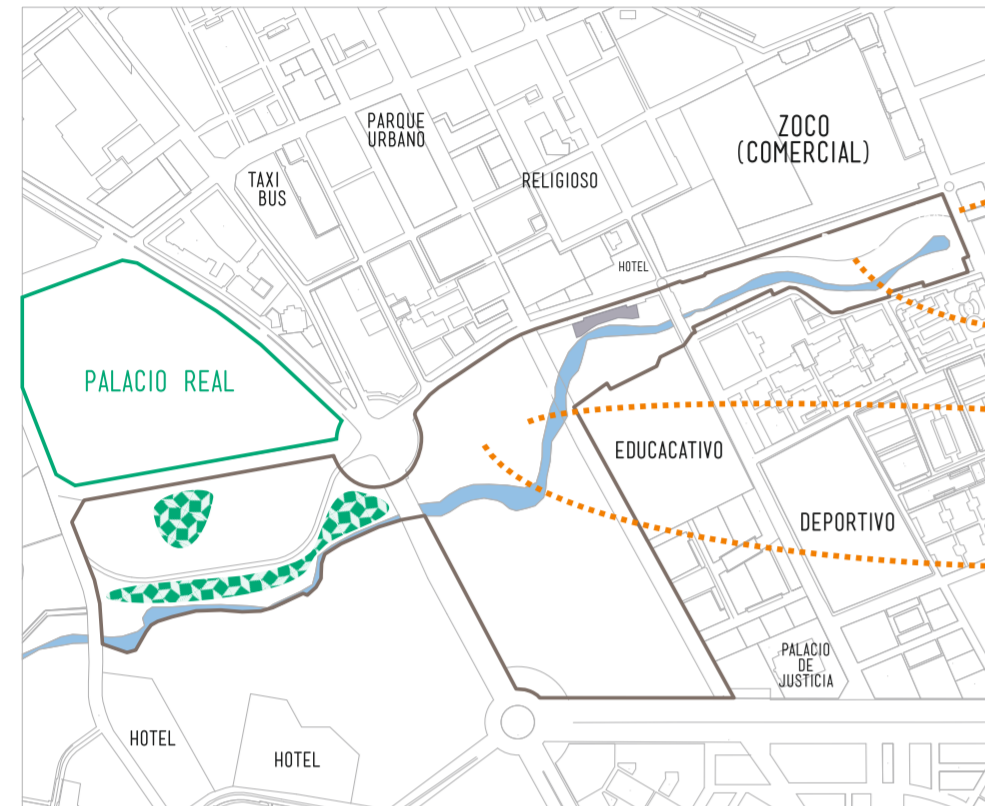 ZOCO
(COMERCIAL)
PARQUE
URBANO
TAXI
BUS
RELIGIOSO
HOTEL
PALACIO REAL
EDUCACATIVO
DEPORTIVO
PALACIO
DE
JUSTICIA
HOTEL
HOTEL